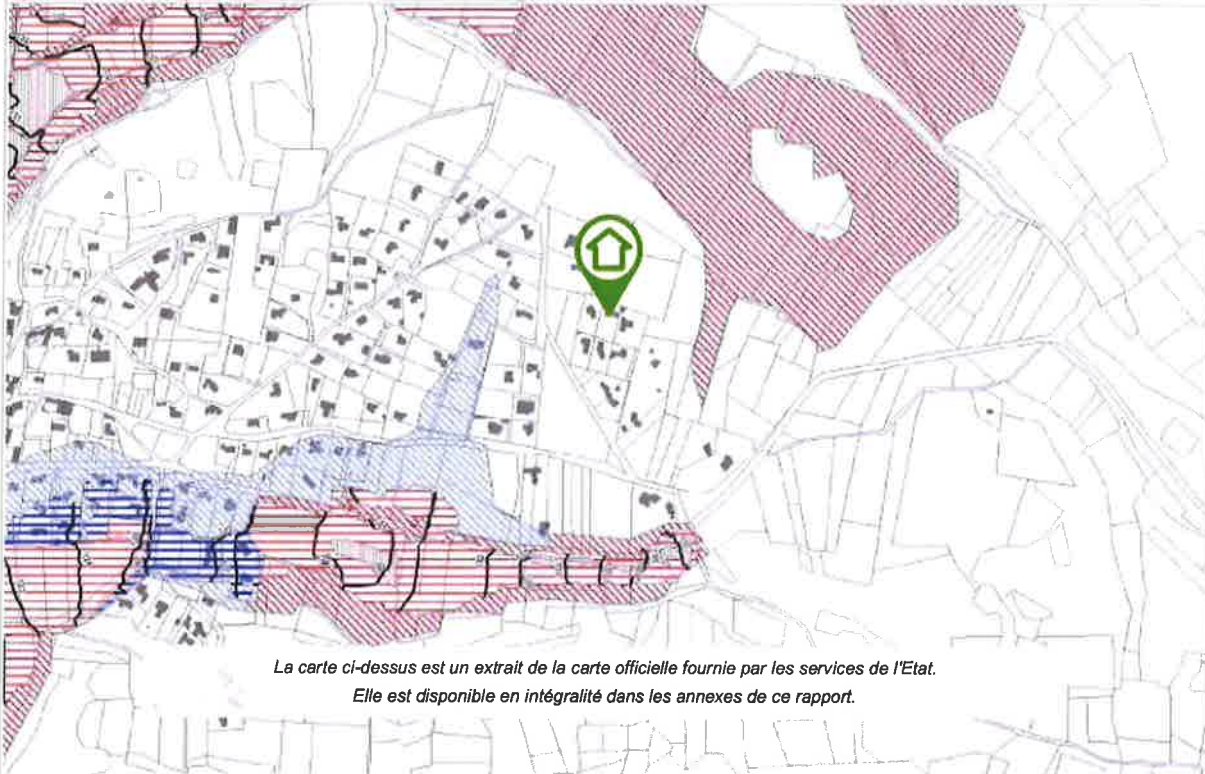 La carte ci-dessus est un extrait de la carte officielle fournie par les services de l'Etat.
Elle est disponible en intégralité dans les annexes de ce rapport.